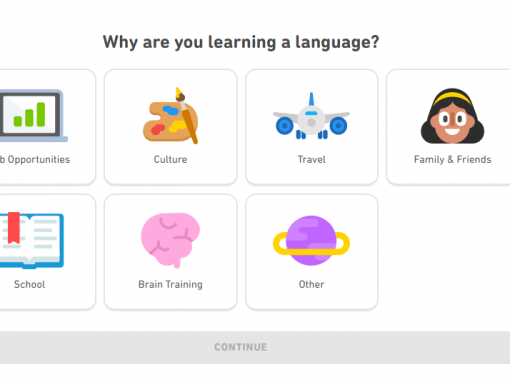 Why are you learning a language?
b Opportunities
Culture
Travel
Family & Friends
School
Brain Training
Other
CONTINUE